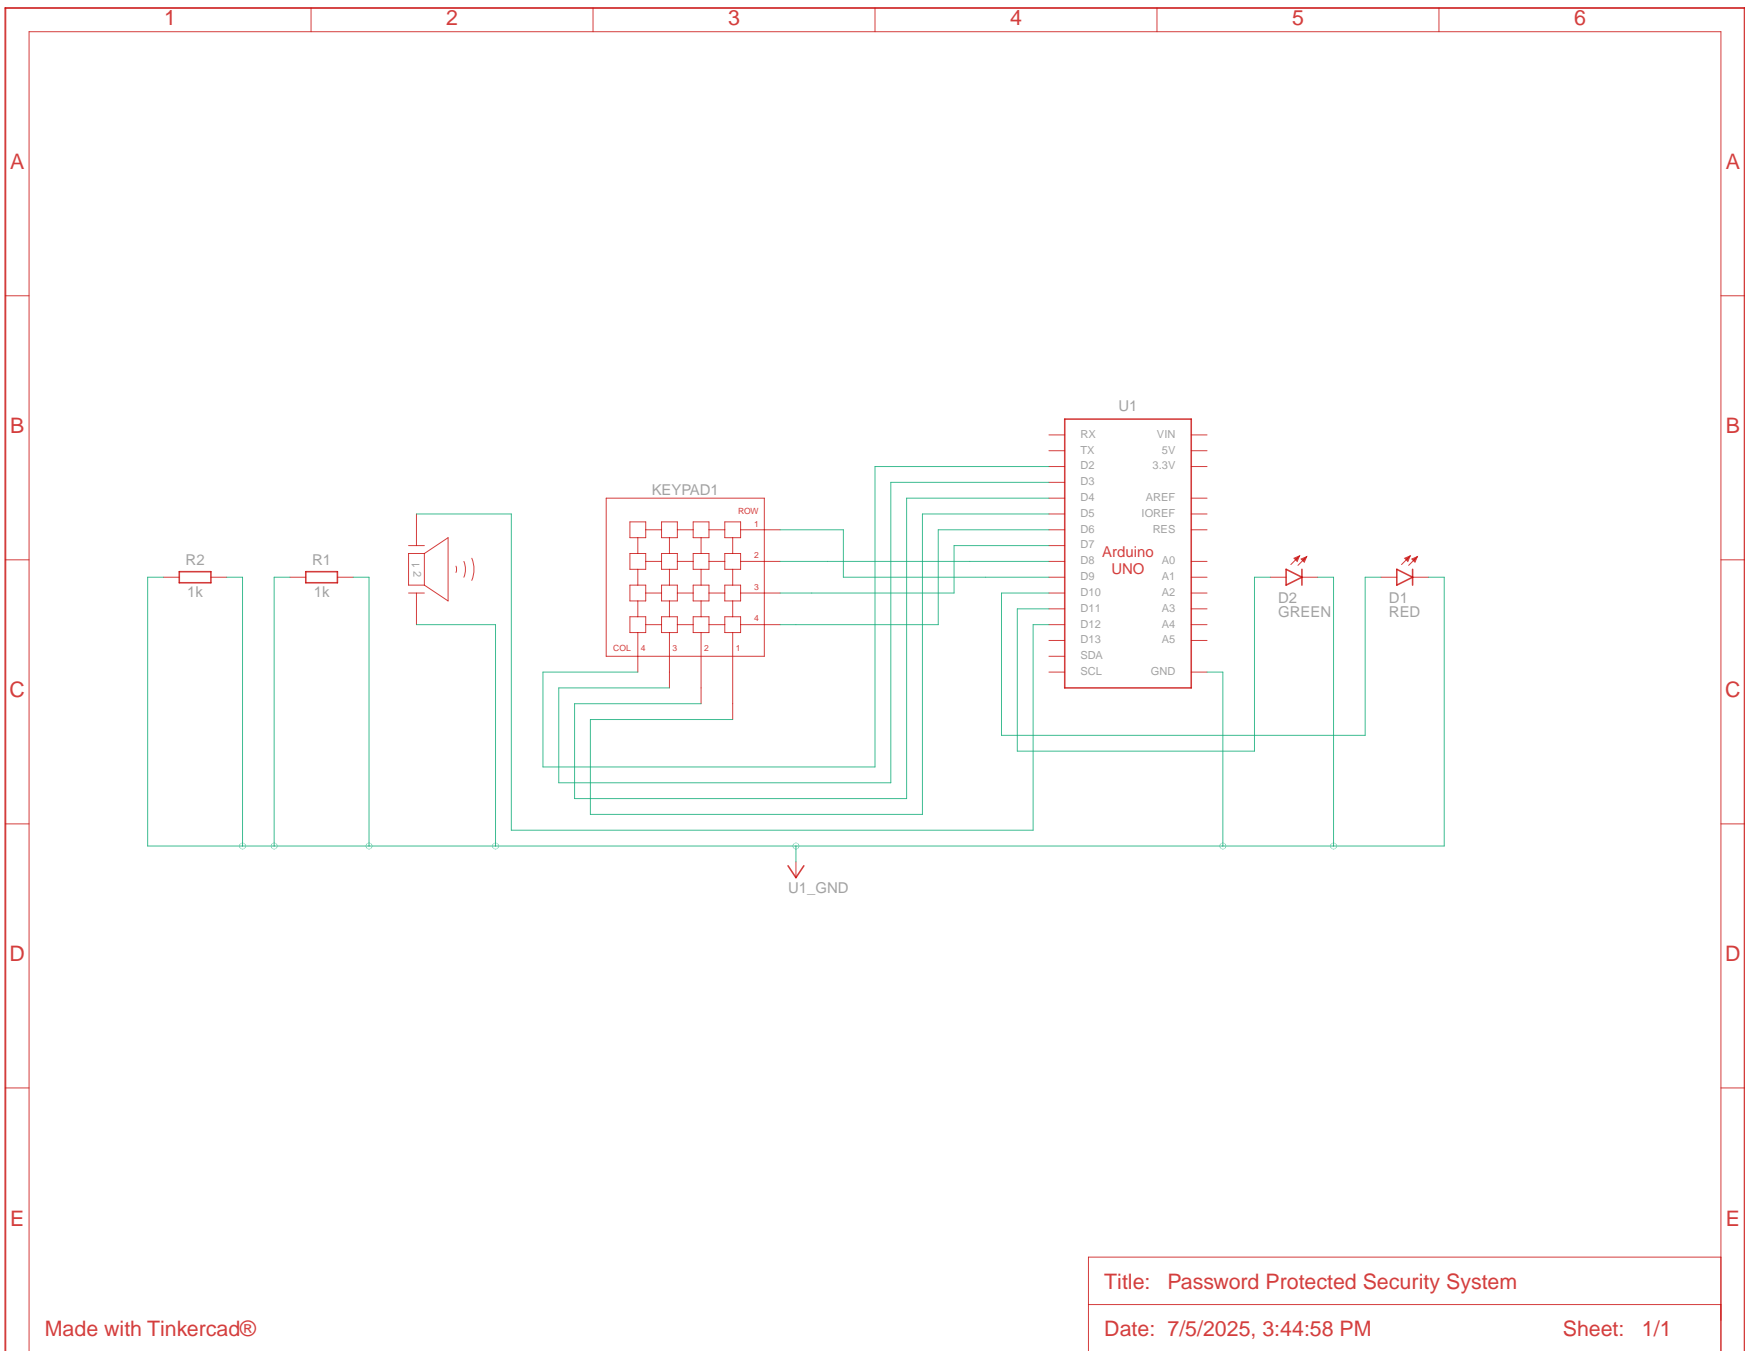 1 2 3 4 5 6
A A
B B
C C
D D
E E
R2
1k
R1
1k
1 2
KEYPAD1
ROW
1
2
3
4
COL 4 3 2 1
U1
Arduino
UNO
RX VIN
TX 5V
D2 3.3V
D3
D4 AREF
D5 IOREF
D6 RES
D7
D8 A0
D9 A1
D10 A2
D11 A3
D12 A4
D13 A5
SDA
SCL GND
D2
GREEN
D1
RED
U1_GND
Title: Password Protected Security System
Made with Tinkercad®
Date: 7/5/2025, 3:44:58 PM Sheet: 1/1